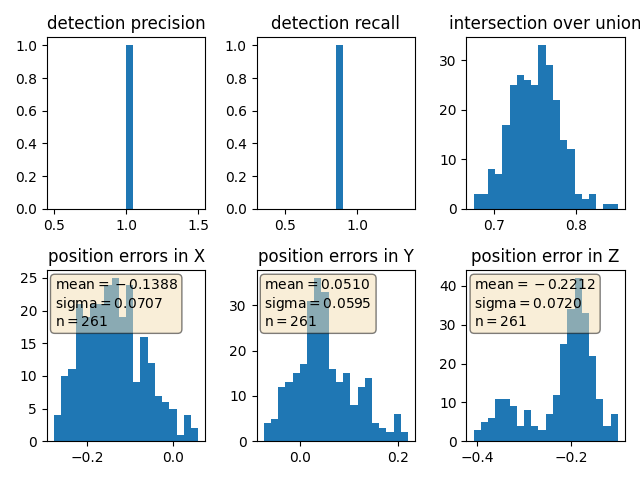 detection precision
detection recall
intersection over union
1.0
0.8
0.6
0.4
0.2
0.0
0.5
1.0
1.5
1.0
0.8
0.6
0.4
0.2
0.0
0.5
1.0
30
20
10
0
0.7
0.8
position errors in X
position errors in Y
position error in Z
25
20
15
10
5
0
−0.2
0.0
mean = −0.1388
sigma = 0.0707
n = 261
30
20
10
0
0.0
0.2
mean = 0.0510
sigma = 0.0595
n = 261
40
30
20
10
0
−0.4
−0.2
mean = −0.2212
sigma = 0.0720
n = 261